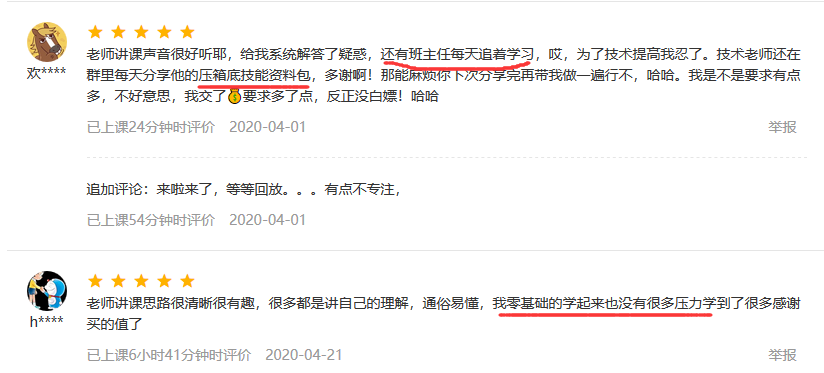 老师讲课声音很好听耶，给我系统解答了疑惑，还有班主任每天追着学习，哎，为了技术提高我忍了。技术老师还在
欢****
群里每天分享他的压箱底技能资料包，多谢啊！那能麻烦你下次分享完再带我做一遍行不，哈哈。我是不是要求有点
多，不好意思，我交了💰要求多了点，反正没白嫖！哈哈
已上课24分钟时评价 2020-04-01 举报
追加评论：来啦来了，等等回放。。。有点不专注，
已上课54分钟时评价 2020-04-01
老师讲课思路很清晰很有趣，很多都是讲自己的理解，通俗易懂，我零基础的学起来也没有很多压力学到了很多感谢
h****
买的值了
已上课6小时41分钟时评价 2020-04-21 举报